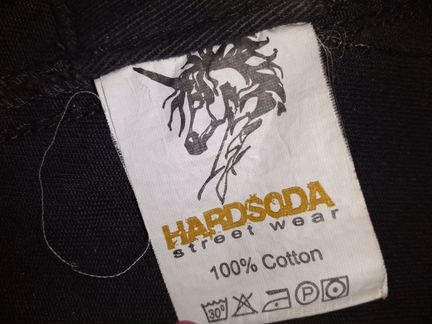 HARDSODA
street wear
100% Cotton
30° P